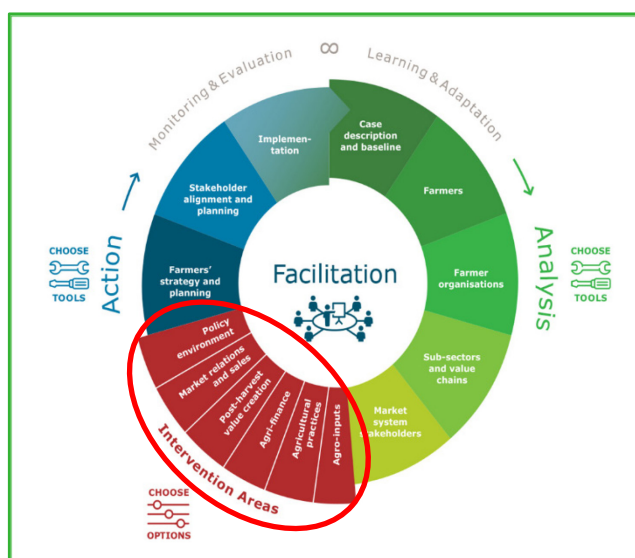 Monitoring & Evaluation
∞
Learning & Adaptation
Implemen-
tation
Case
description
and baseline
Stakeholder
alignment and
planning
Farmers
CHOOSE
TOOLS
Action
Farmers'
strategy and
planning
Facilitation
Farmer
organisations
Analysis
CHOOSE
TOOLS
Policy
environment
Market relations
and sales
Post-harvest
value creation
Agri-finance
Agricultural
practices
Agro-inputs
Market
system
stakeholders
Sub-sectors
and value
chains
Intervention Areas
CHOOSE
OPTIONS